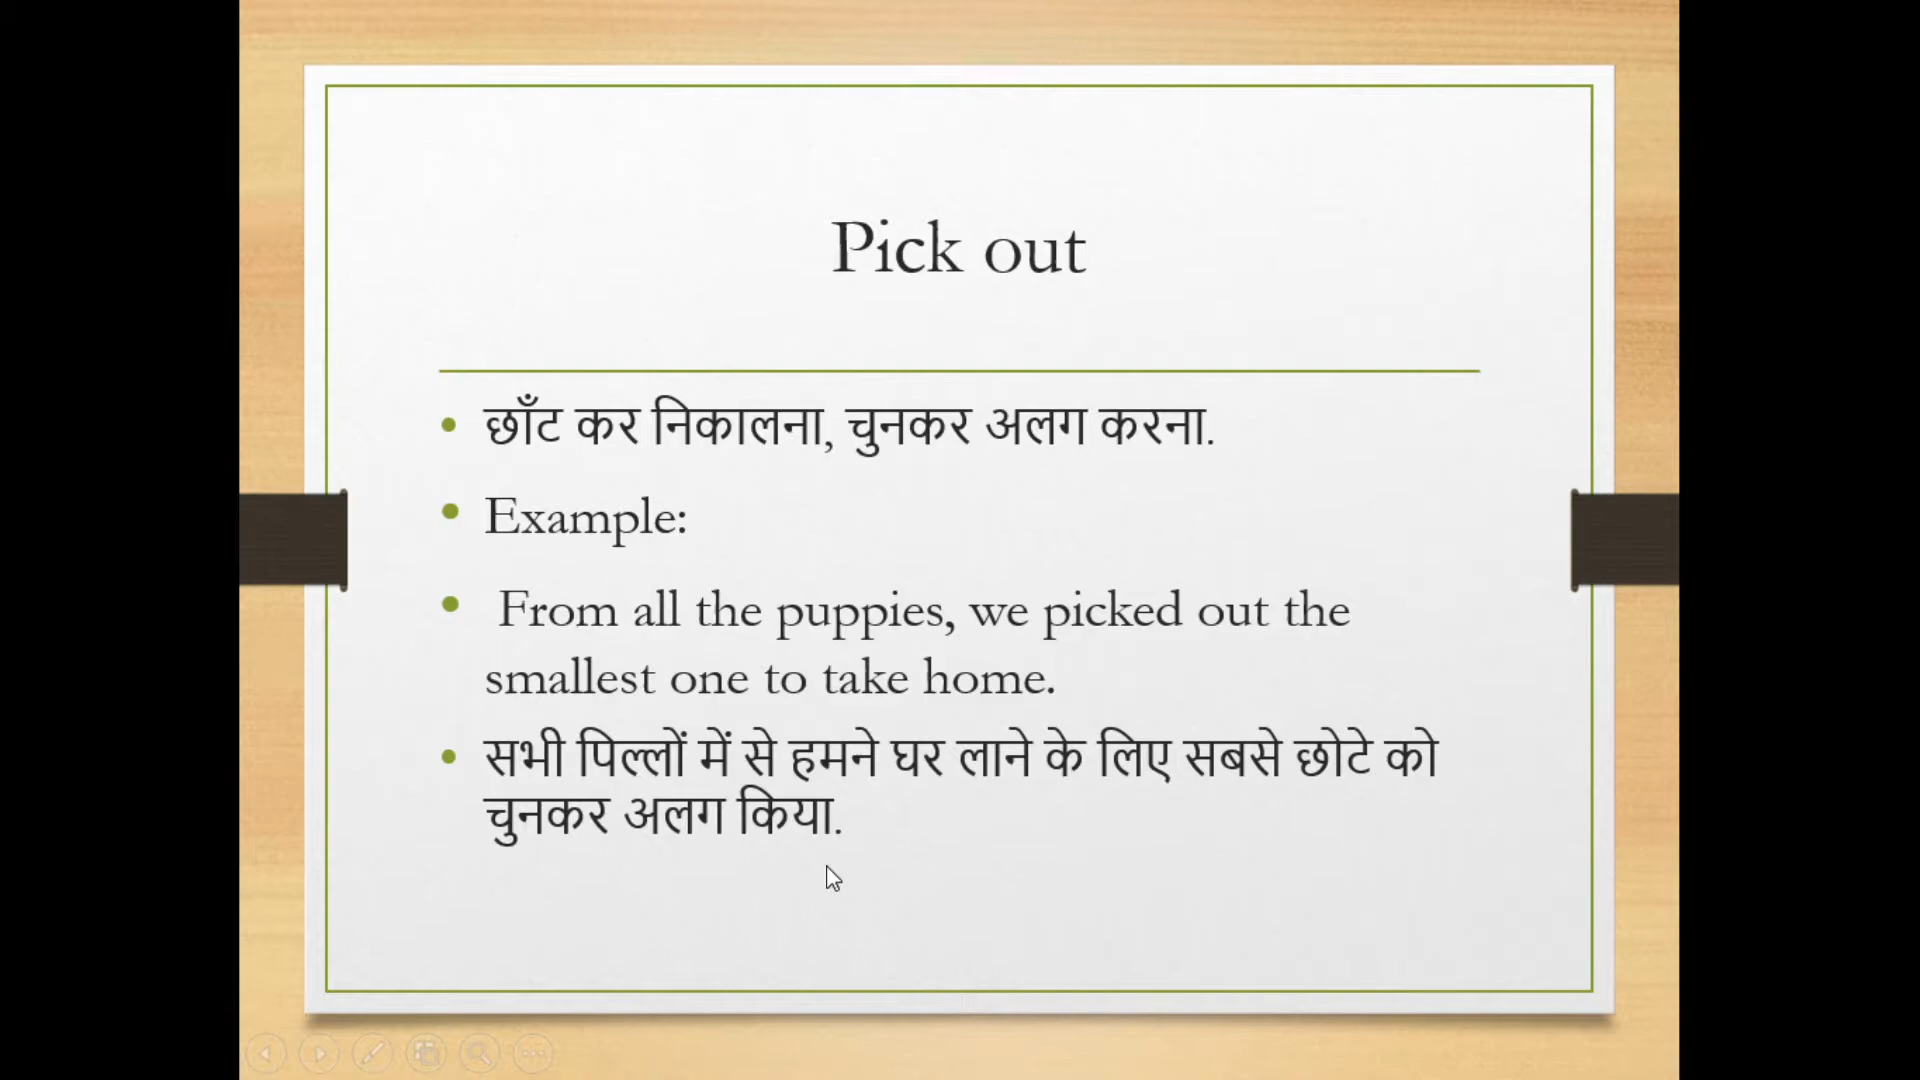 Pick out
• छाँट कर निकालना, चुनकर अलग करना.
• Example:
• From all the puppies, we picked out the
smallest one to take home.
• सभी पिल्लों में से हमने घर लाने के लिए सबसे छोटे को
चुनकर अलग किया.